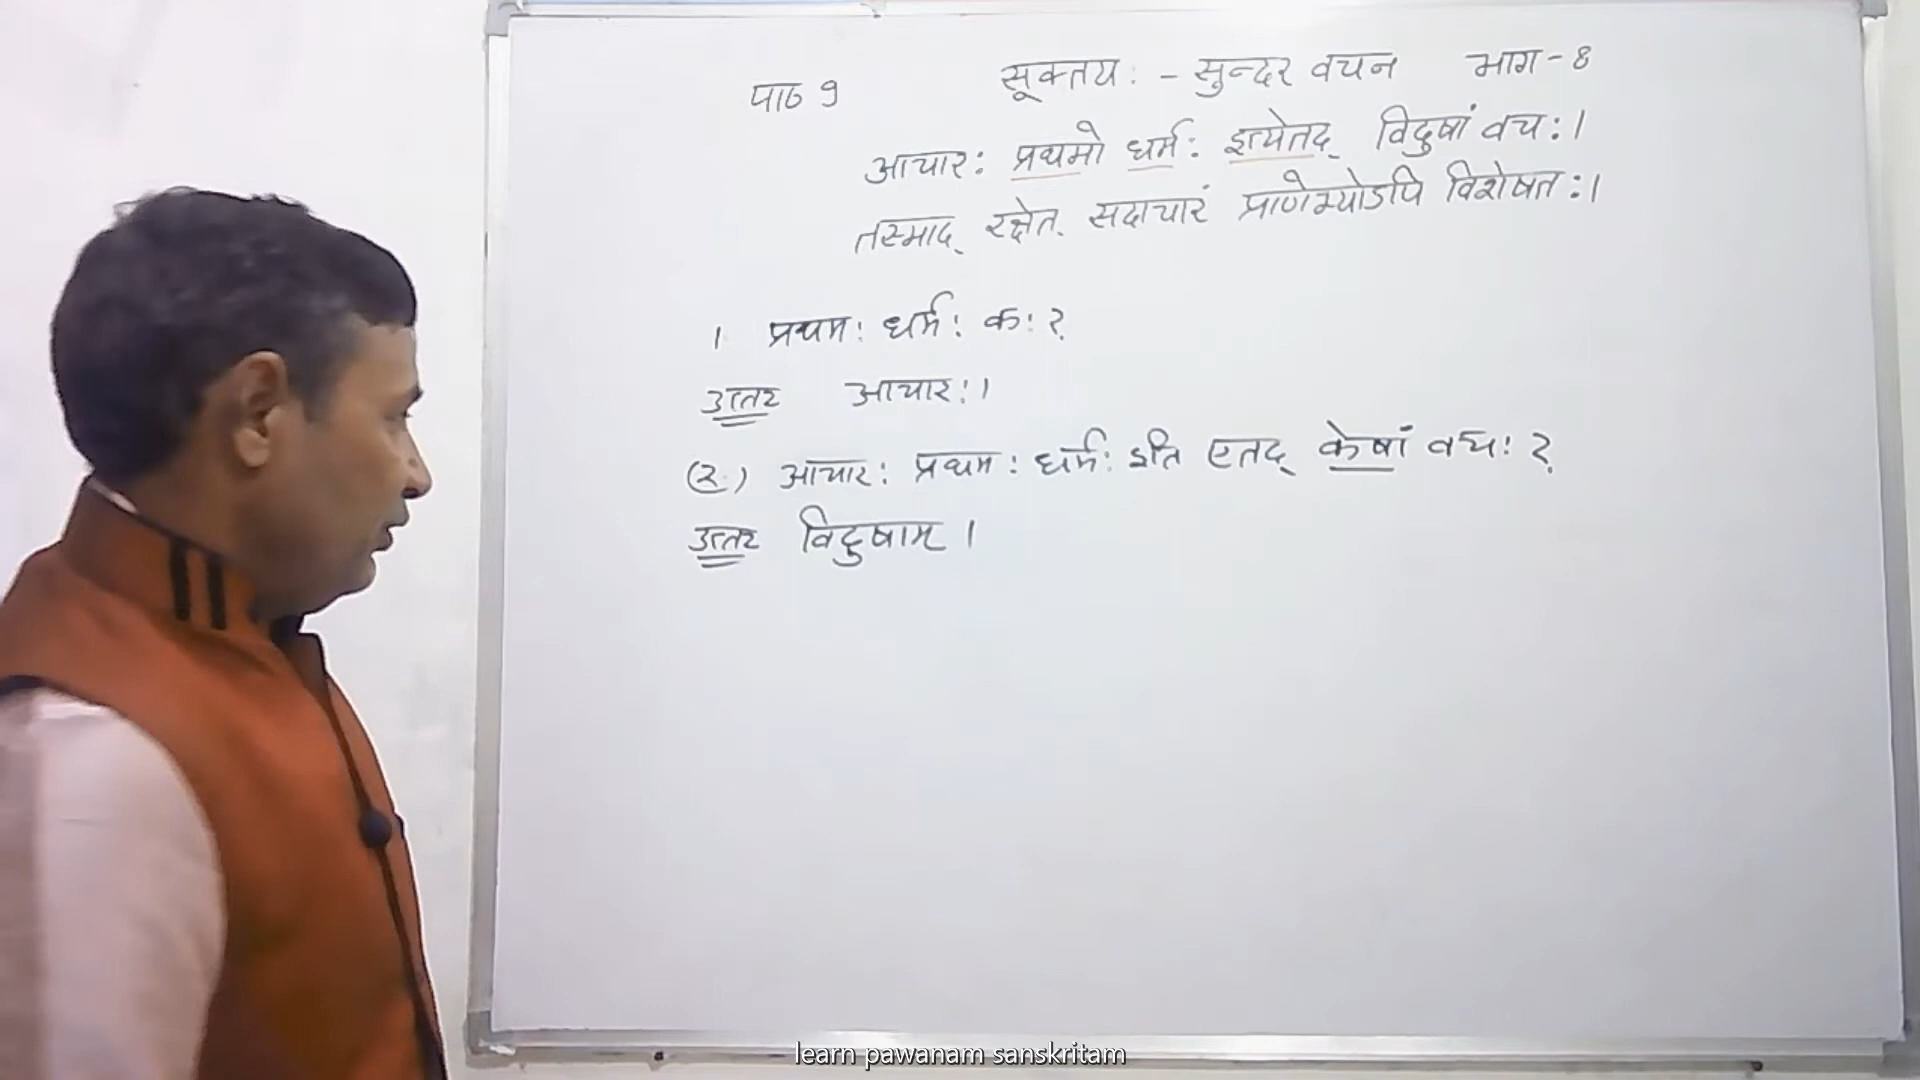 पाठ 9 सूक्तयः - सुन्दर वचन भाग - 8
आचारः प्रथमो धर्मः इत्येतद् विदुषां वचः।
तस्माद् रक्षेत् सदाचारं प्राणेभ्योऽपि विशेषतः।
1 प्रथमः धर्मः कः?
उत्तर आचारः।
(2.) आचारः प्रथमः धर्मः इति एतद् केषां वचः?
उत्तर विदुषाम्।
learn pawanam sanskritam